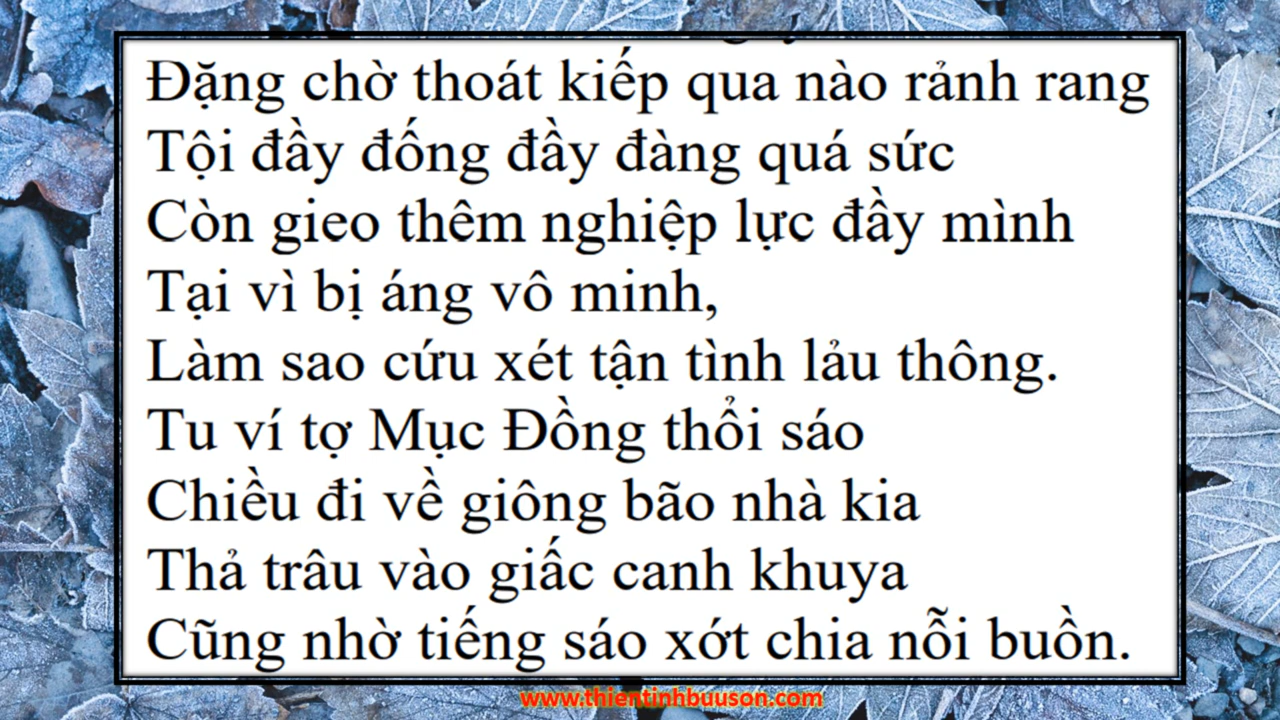 Đặng chờ thoát kiếp qua nào rảnh rang
Tội đầy đống đầy đàng quá sức
Còn gieo thêm nghiệp lực đầy mình
Tại vì bị áng vô minh,
Làm sao cứu xét tận tình lảu thông.
Tu ví tợ Mục Đồng thổi sáo
Chiều đi về giông bão nhà kia
Thả trâu vào giấc canh khuya
Cũng nhờ tiếng sáo xớt chia nỗi buồn.
www.thientinhbuuson.com